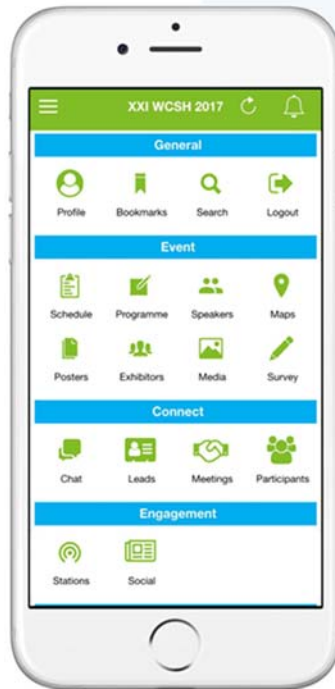 XXI WCSH 2017
General
Profile Bookmarks Search Logout
Event
Schedule Programme Speakers Maps
Posters Exhibitors Media Survey
Connect
Chat Leads Meetings Participants
Engagement
Stations Social